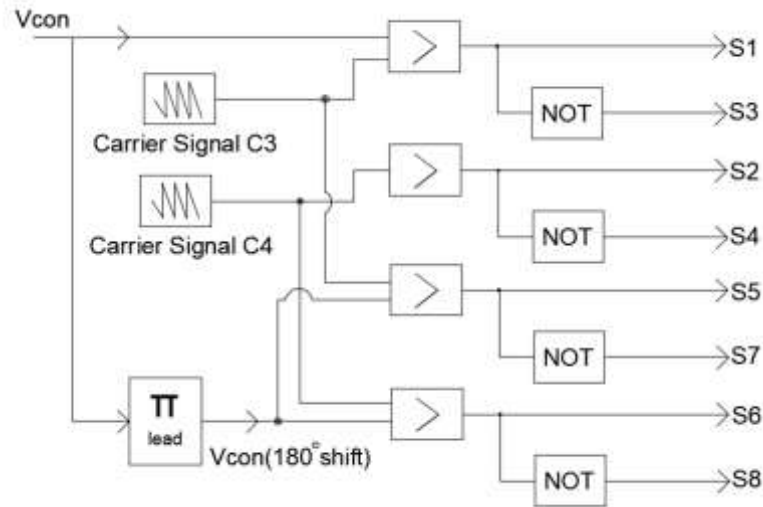 Vcon
> S1
Carrier Signal C3
NOT S3
> S2
Carrier Signal C4
NOT S4
> S5
NOT S7
π
lead
> S6
Vcon(180°shift)
NOT S8